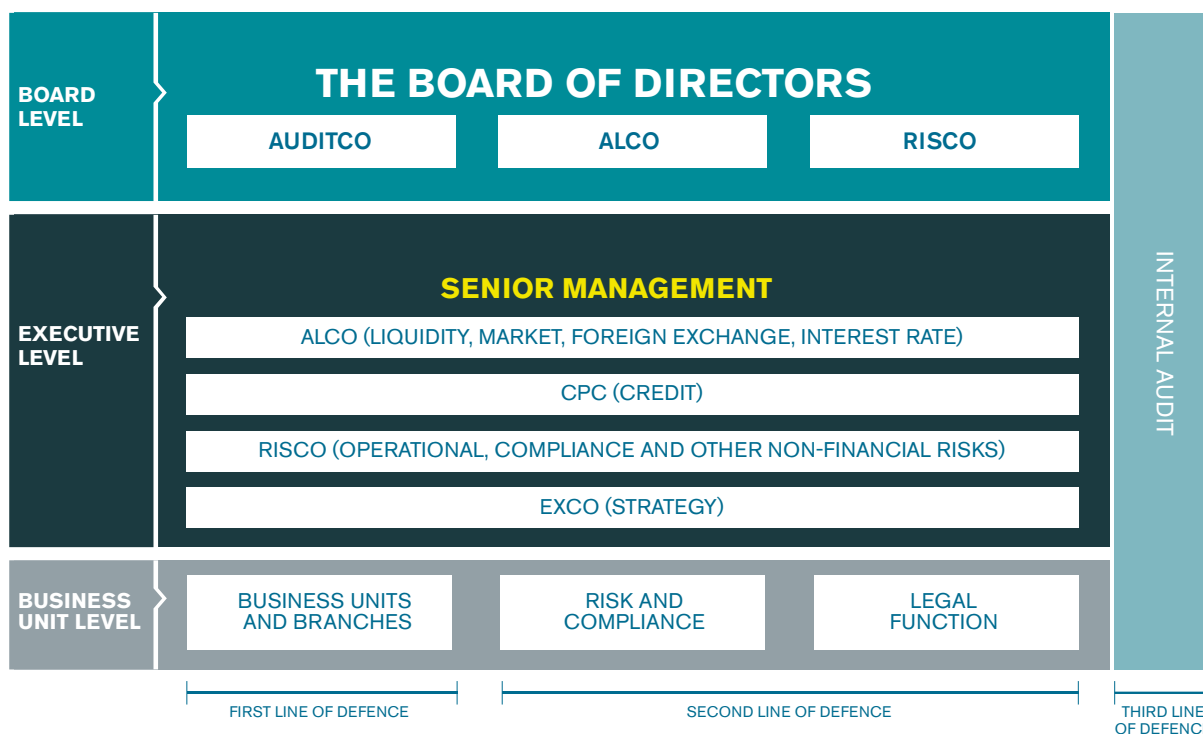 BOARD
LEVEL
THE BOARD OF DIRECTORS
AUDITCO
ALCO
RISCO
EXECUTIVE
LEVEL
SENIOR MANAGEMENT
ALCO (LIQUIDITY, MARKET, FOREIGN EXCHANGE, INTEREST RATE)
CPC (CREDIT)
RISCO (OPERATIONAL, COMPLIANCE AND OTHER NON-FINANCIAL RISKS)
EXCO (STRATEGY)
BUSINESS
UNIT LEVEL
BUSINESS UNITS
AND BRANCHES
RISK AND
COMPLIANCE
LEGAL
FUNCTION
INTERNAL AUDIT
FIRST LINE OF DEFENCE
SECOND LINE OF DEFENCE
THIRD LINE
OF DEFENC